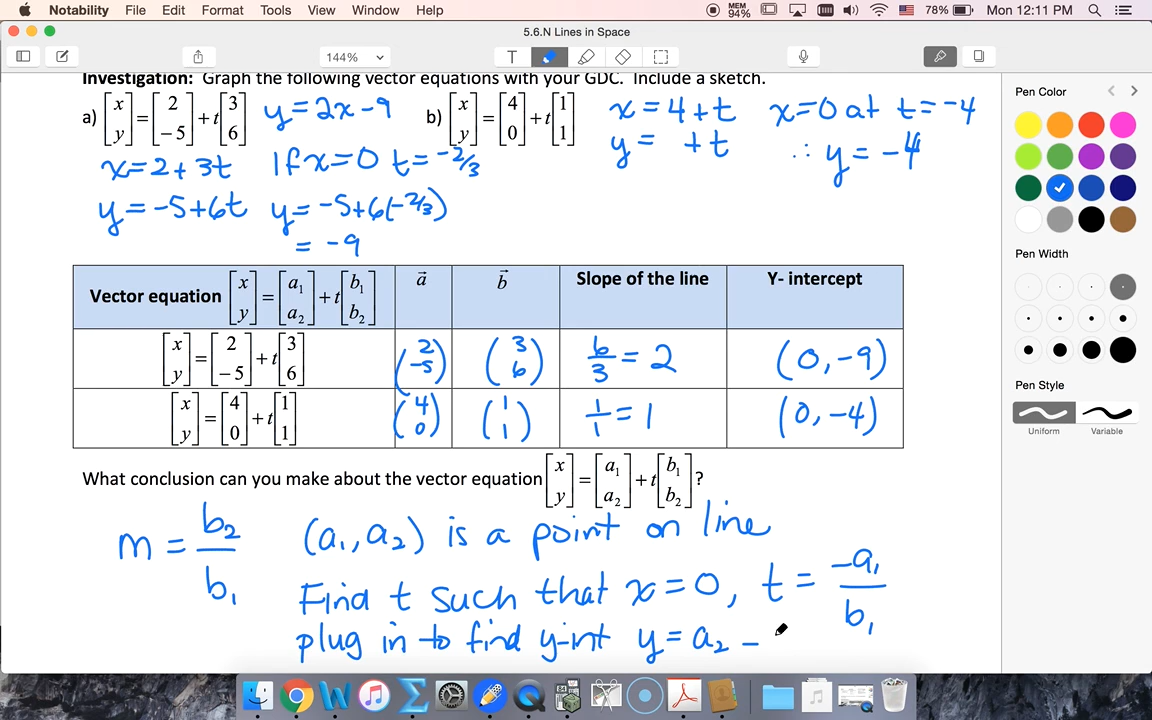 Notability File Edit Format Tools View Window Help MEM 94% 78% Mon 12:11 PM
5.6.N Lines in Space
144% T
Investigation: Graph the following vector equations with your GDC. Include a sketch.
a) [x y] = [2 -5] + t [3 6] y = 2x - 9 b) [x y] = [4 0] + t [1 1] x = 4 + t x = 0 at t = -4
y = + t ∴ y = -4
x = 2 + 3t If x = 0 t = -2/3
y = -5 + 6t y = -5 + 6(-2/3)
= -9
Vector equation [x y] = [a₁ a₂] + t [b₁ b₂] a⃗ b⃗ Slope of the line Y- intercept
[x y] = [2 -5] + t [3 6] (2 -5) (3 6) 6/3 = 2 (0, -9)
[x y] = [4 0] + t [1 1] (4 0) (1 1) 1/1 = 1 (0, -4)
What conclusion can you make about the vector equation [x y] = [a₁ a₂] + t [b₁ b₂] ?
m = b₂/b₁ (a₁, a₂) is a point on line
Find t such that x = 0, t = -a₁/b₁
plug in to find y-int y = a₂ -
Pen Color
Pen Width
Pen Style
Uniform Variable